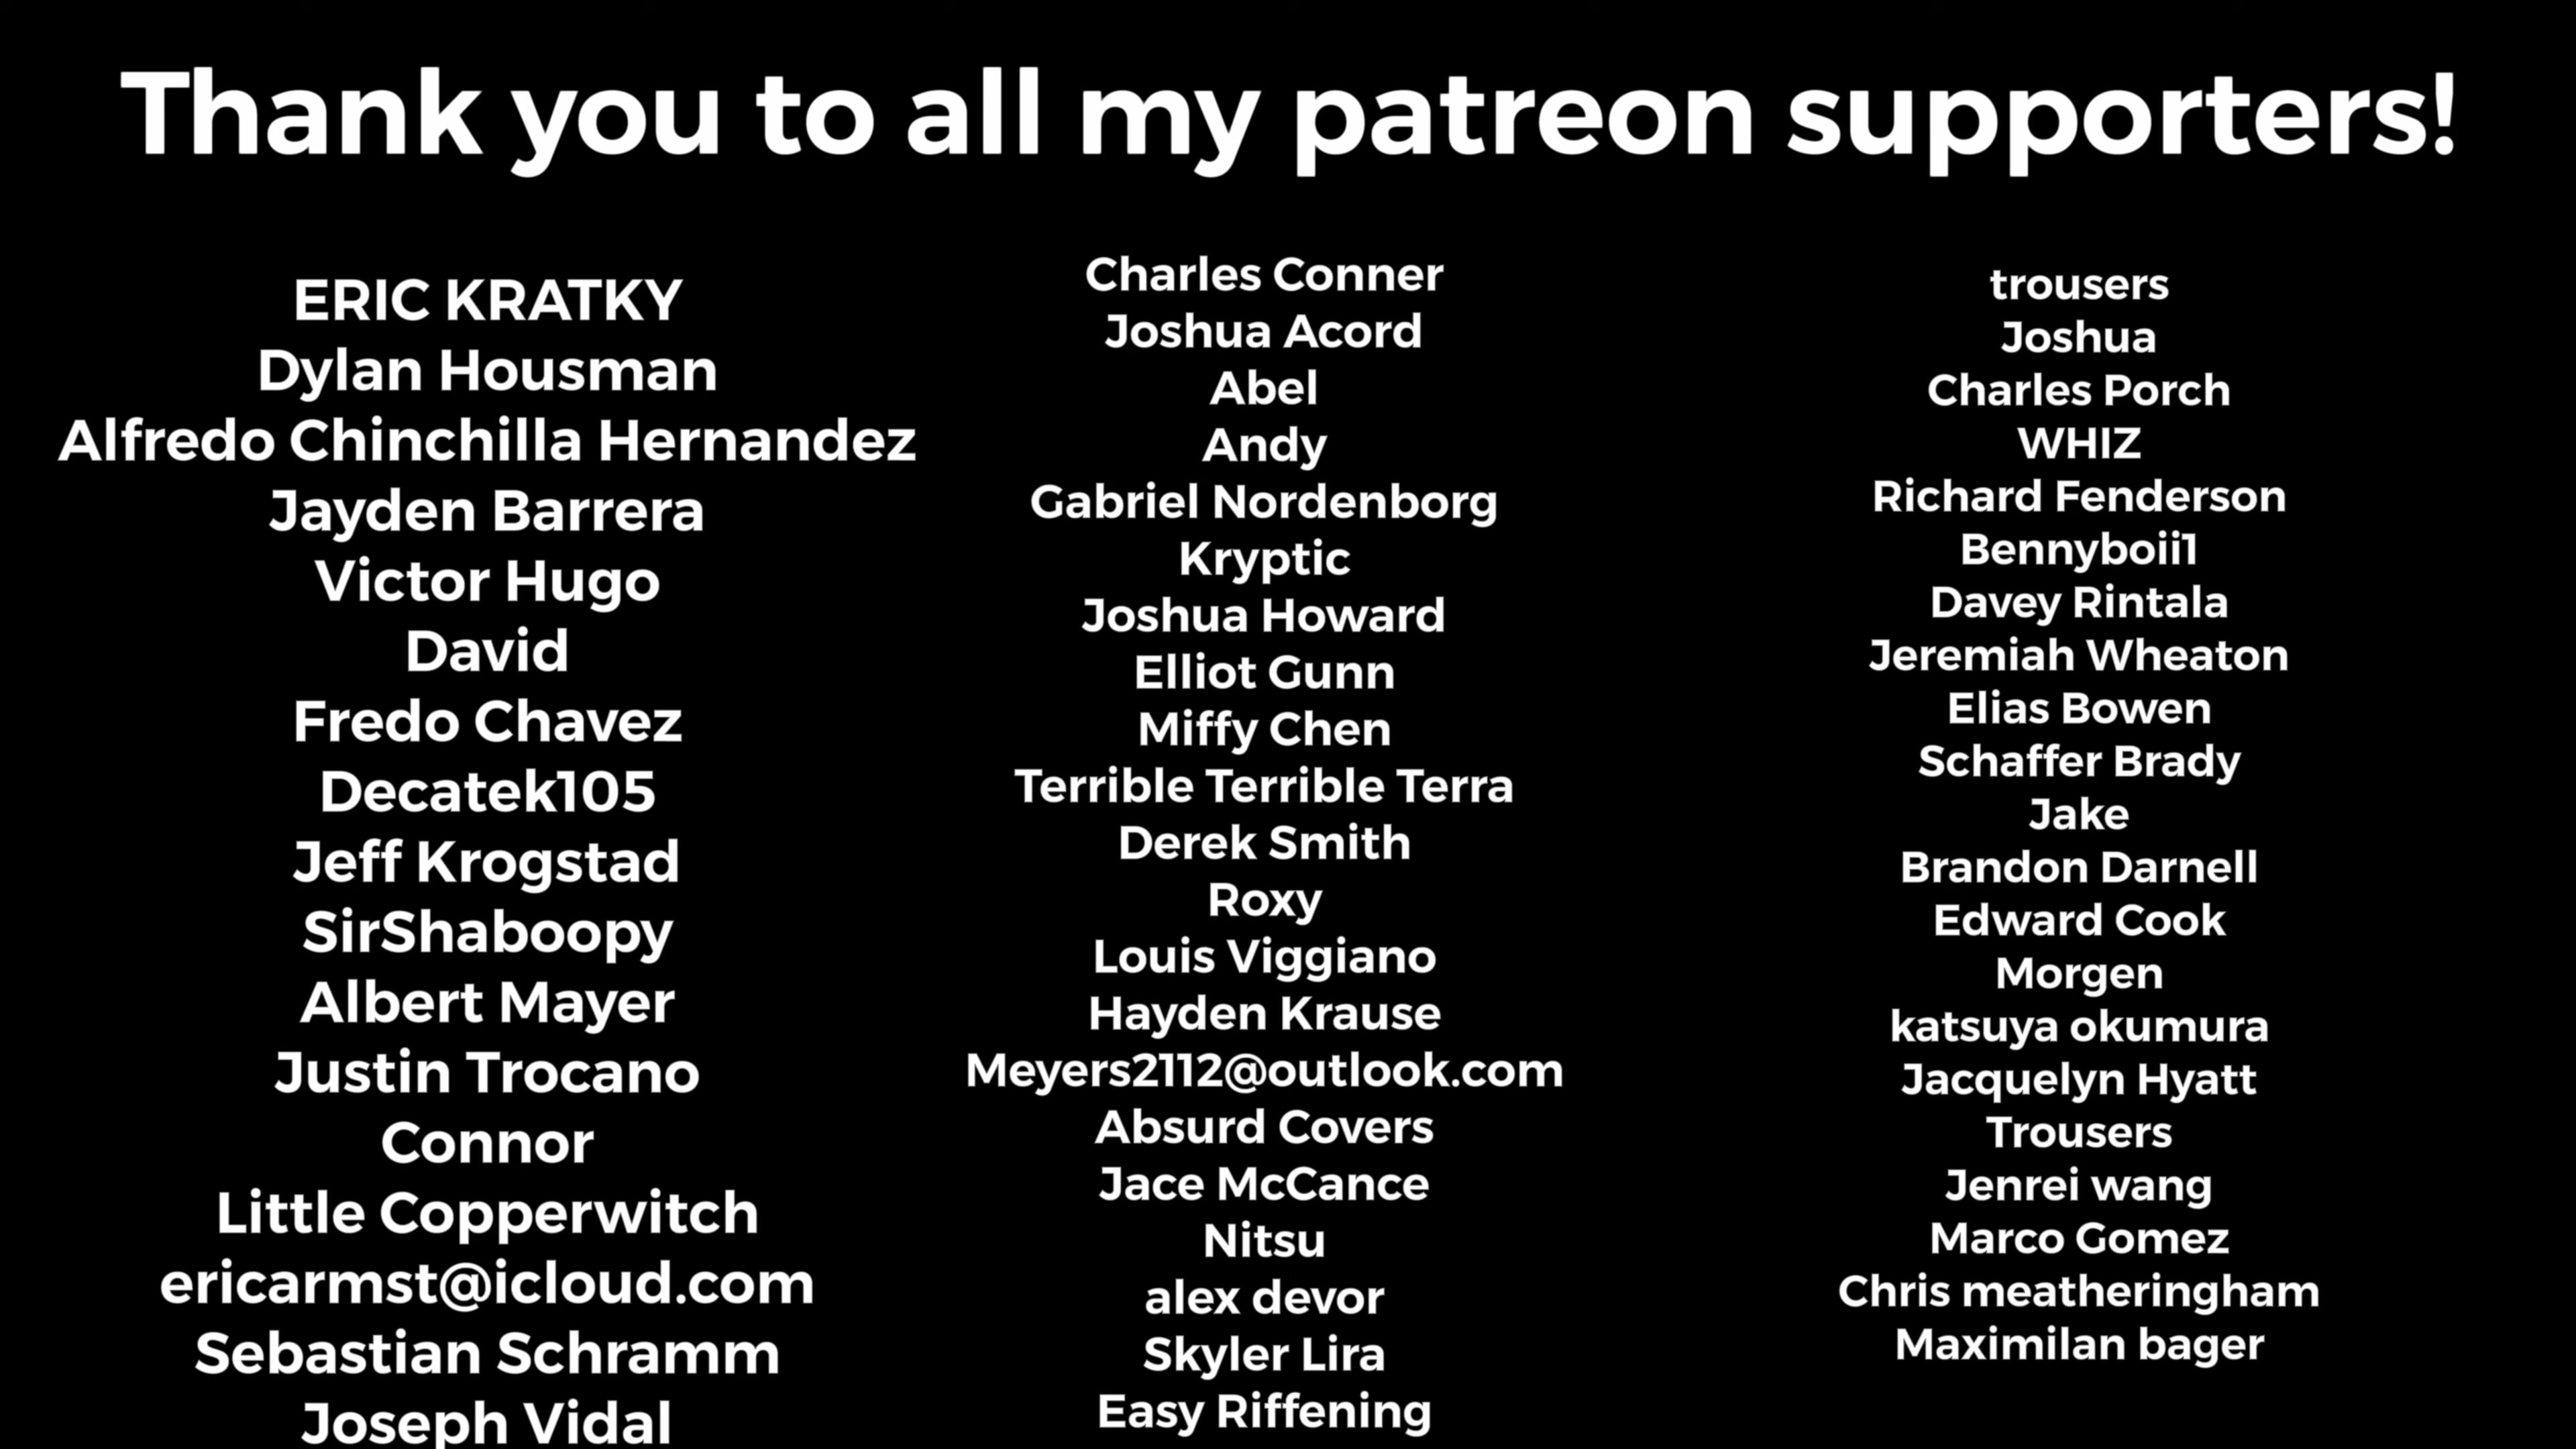 Thank you to all my patreon supporters!
ERIC KRATKY
Dylan Housman
Alfredo Chinchilla Hernandez
Jayden Barrera
Victor Hugo
David
Fredo Chavez
Decatek105
Jeff Krogstad
SirShaboopy
Albert Mayer
Justin Trocano
Connor
Little Copperwitch
ericarmst@icloud.com
Sebastian Schramm
Joseph Vidal
Charles Conner
Joshua Acord
Abel
Andy
Gabriel Nordenborg
Kryptic
Joshua Howard
Elliot Gunn
Miffy Chen
Terrible Terrible Terra
Derek Smith
Roxy
Louis Viggiano
Hayden Krause
Meyers2112@outlook.com
Absurd Covers
Jace McCance
Nitsu
alex devor
Skyler Lira
Easy Riffening
trousers
Joshua
Charles Porch
WHIZ
Richard Fenderson
Bennyboii1
Davey Rintala
Jeremiah Wheaton
Elias Bowen
Schaffer Brady
Jake
Brandon Darnell
Edward Cook
Morgen
katsuya okumura
Jacquelyn Hyatt
Trousers
Jenrei wang
Marco Gomez
Chris meatheringham
Maximilan bager